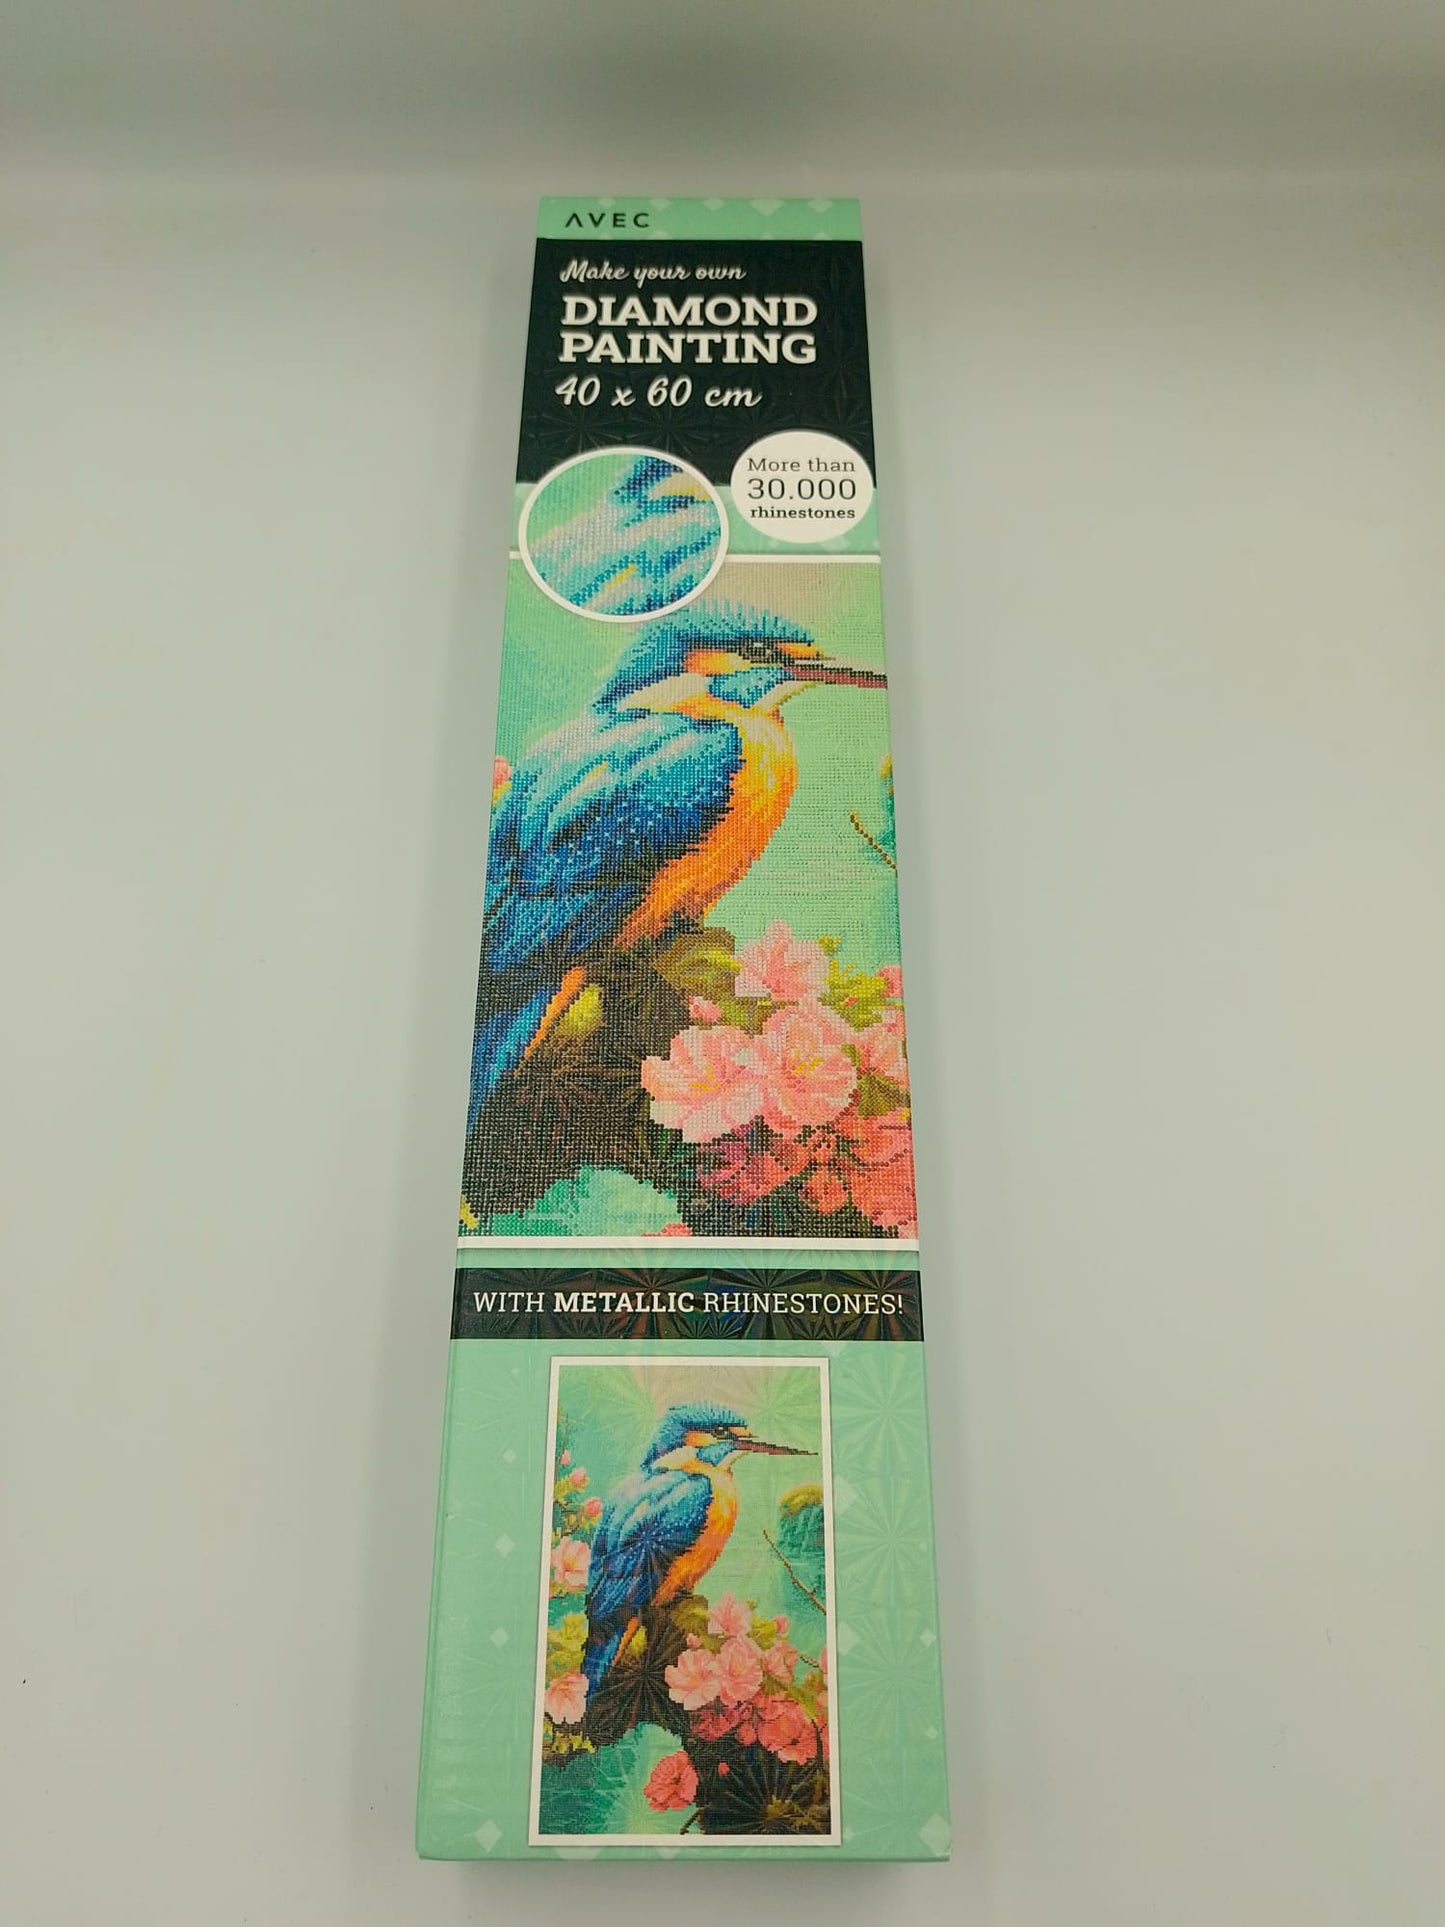 AVEC
Make your own
DIAMOND
PAINTING
40 x 60 cm
More than
30.000
rhinestones
WITH METALLIC RHINESTONES!